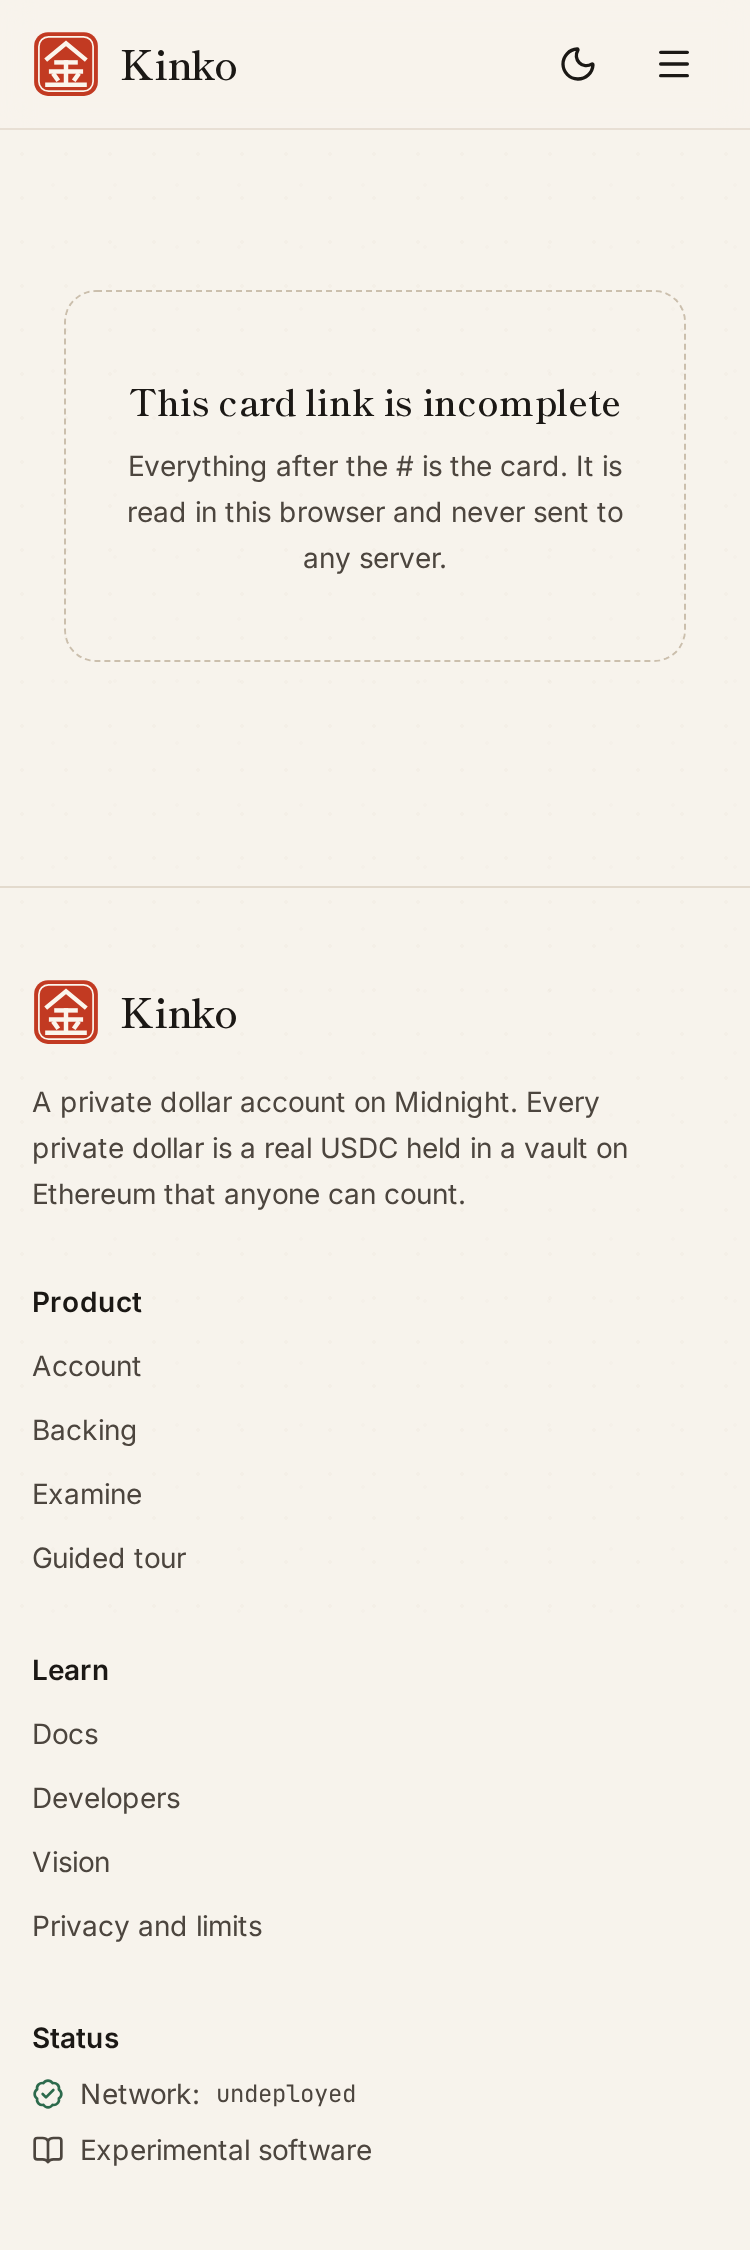 金 Kinko
This card link is incomplete
Everything after the # is the card. It is
read in this browser and never sent to
any server.
金 Kinko
A private dollar account on Midnight. Every
private dollar is a real USDC held in a vault on
Ethereum that anyone can count.
Product
Account
Backing
Examine
Guided tour
Learn
Docs
Developers
Vision
Privacy and limits
Status
Network: undeployed
Experimental software